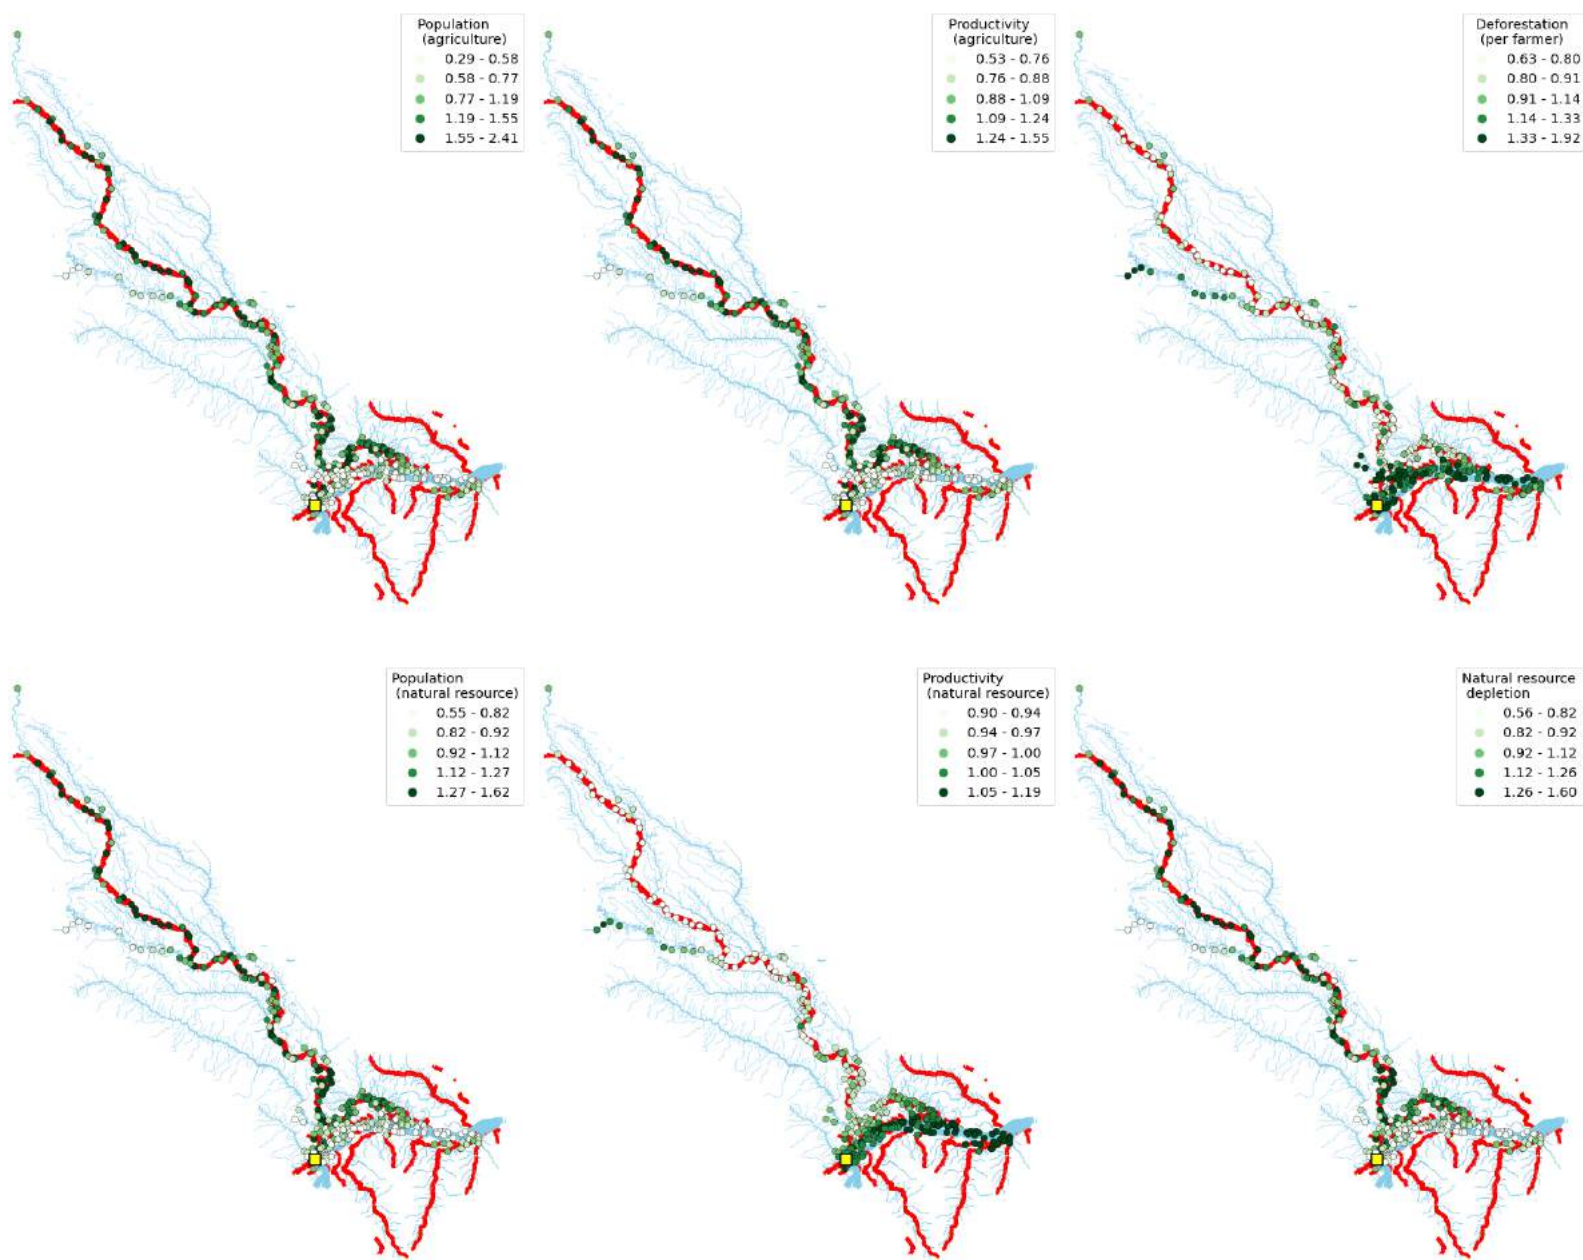 Population
(agriculture)
0.29 - 0.58
0.58 - 0.77
0.77 - 1.19
1.19 - 1.55
1.55 - 2.41
Productivity
(agriculture)
0.53 - 0.76
0.76 - 0.88
0.88 - 1.09
1.09 - 1.24
1.24 - 1.55
Deforestation
(per farmer)
0.63 - 0.80
0.80 - 0.91
0.91 - 1.14
1.14 - 1.33
1.33 - 1.92
Population
(natural resource)
0.55 - 0.82
0.82 - 0.92
0.92 - 1.12
1.12 - 1.27
1.27 - 1.62
Productivity
(natural resource)
0.90 - 0.94
0.94 - 0.97
0.97 - 1.00
1.00 - 1.05
1.05 - 1.19
Natural resource
depletion
0.56 - 0.82
0.82 - 0.92
0.92 - 1.12
1.12 - 1.26
1.26 - 1.60